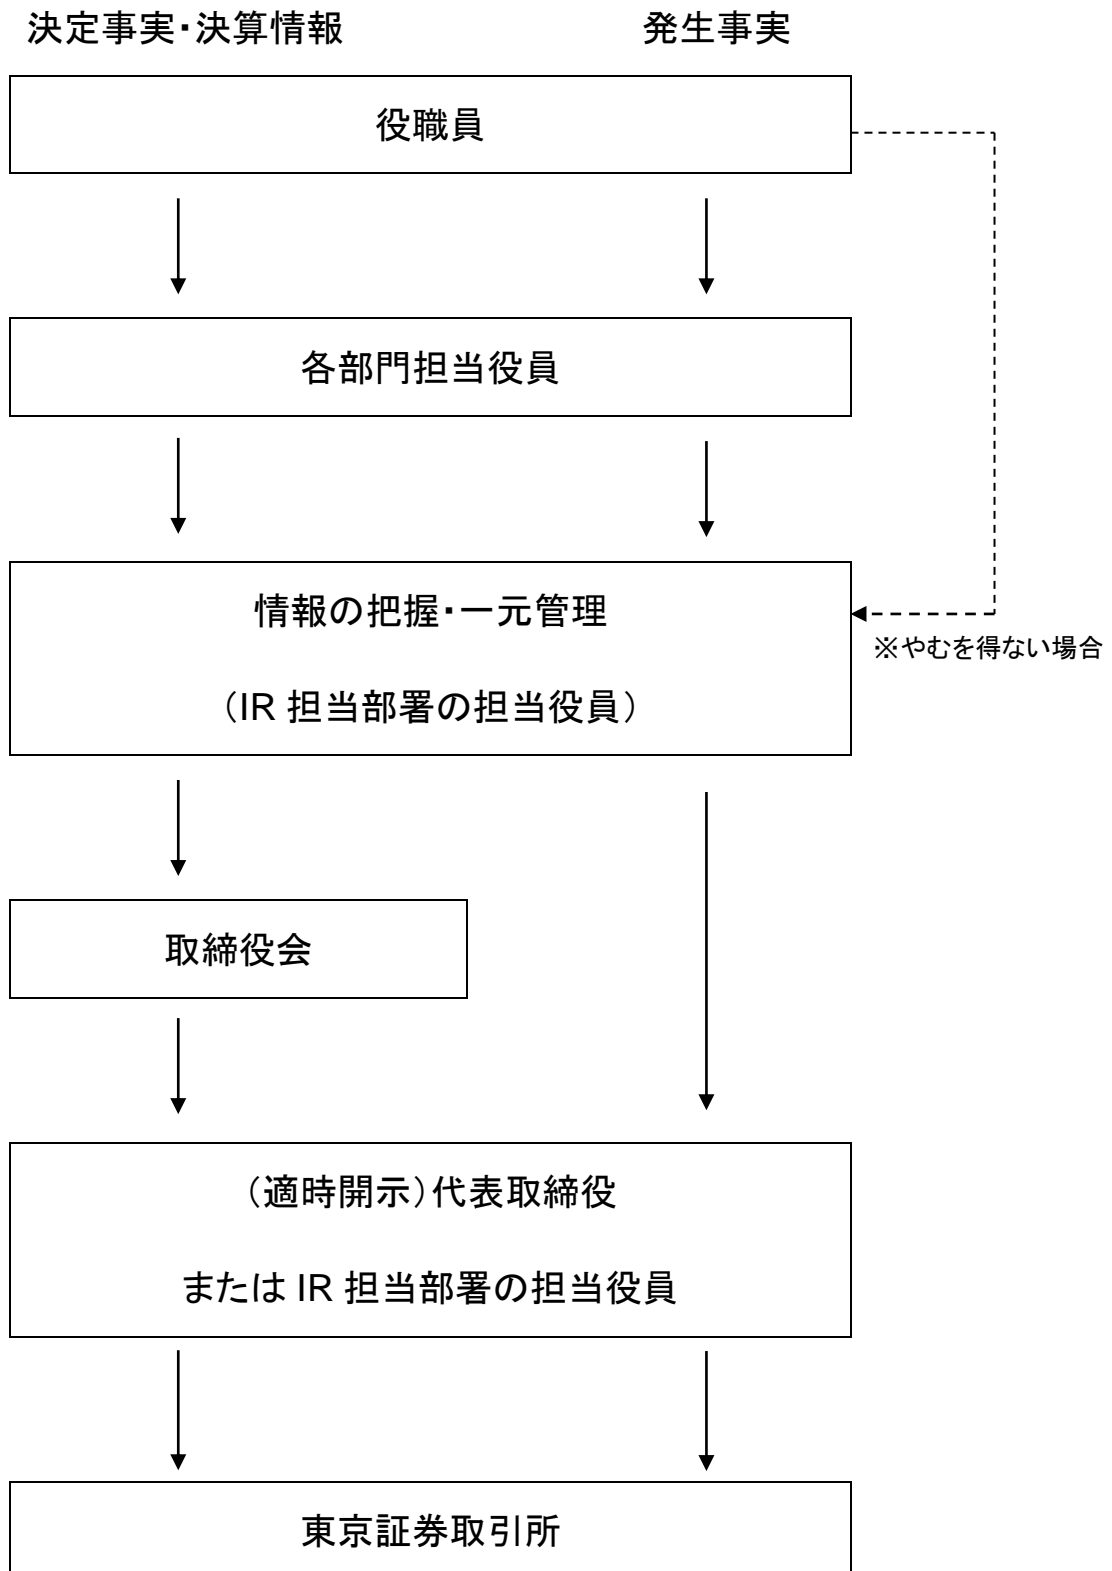 決定事実・決算情報
発生事実
役職員
各部門担当役員
情報の把握・一元管理
（IR 担当部署の担当役員）
※やむを得ない場合
取締役会
（適時開示）代表取締役
または IR 担当部署の担当役員
東京証券取引所